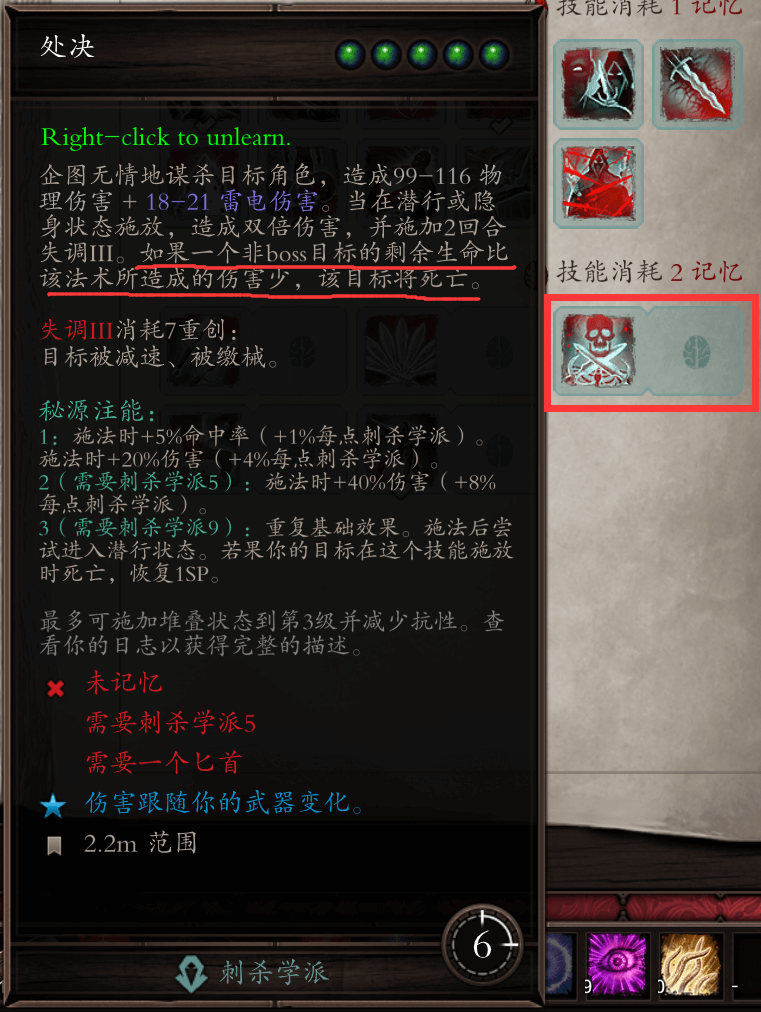 技能消耗 1 记忆
处决
Right-click to unlearn.
企图无情地谋杀目标角色，造成99-116 物
理伤害 + 18-21 雷电伤害。当在潜行或隐
身状态施放，造成双倍伤害，并施加2回合
失调III。如果一个非boss目标的剩余生命比
该法术所造成的伤害少，该目标将死亡。
技能消耗 2 记忆
失调III消耗7重创：
目标被减速、被缴械。
秘源注能：
1：施法时+5%命中率（+1%每点刺杀学派）。
施法时+20%伤害（+4%每点刺杀学派）。
2（需要刺杀学派5）：施法时+40%伤害（+8%
每点刺杀学派）。
3（需要刺杀学派9）：重复基础效果。施法后尝
试进入潜行状态。若果你的目标在这个技能施放
时死亡，恢复1SP。
最多可施加堆叠状态到第3级并减少抗性。查
看你的日志以获得完整的描述。
未记忆
需要刺杀学派5
需要一个匕首
伤害跟随你的武器变化。
2.2m 范围
6
刺杀学派
9 0 -